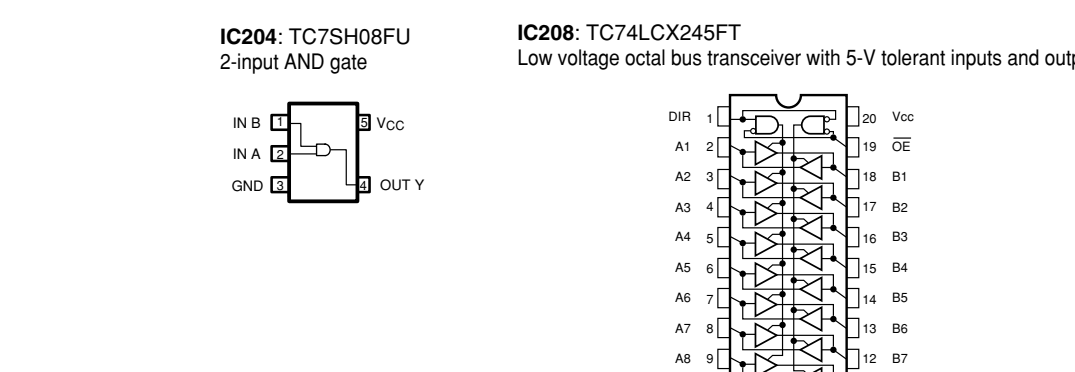 IC204: TC7SH08FU
2-input AND gate
IN B 1
5 VCC
IN A 2
GND 3
4 OUT Y
IC208: TC74LCX245FT
Low voltage octal bus transceiver with 5-V tolerant inputs and
DIR 1
20 Vcc
A1 2
19 OE
A2 3
18 B1
A3 4
17 B2
A4 5
16 B3
A5 6
15 B4
A6 7
14 B5
A7 8
13 B6
A8 9
12 B7